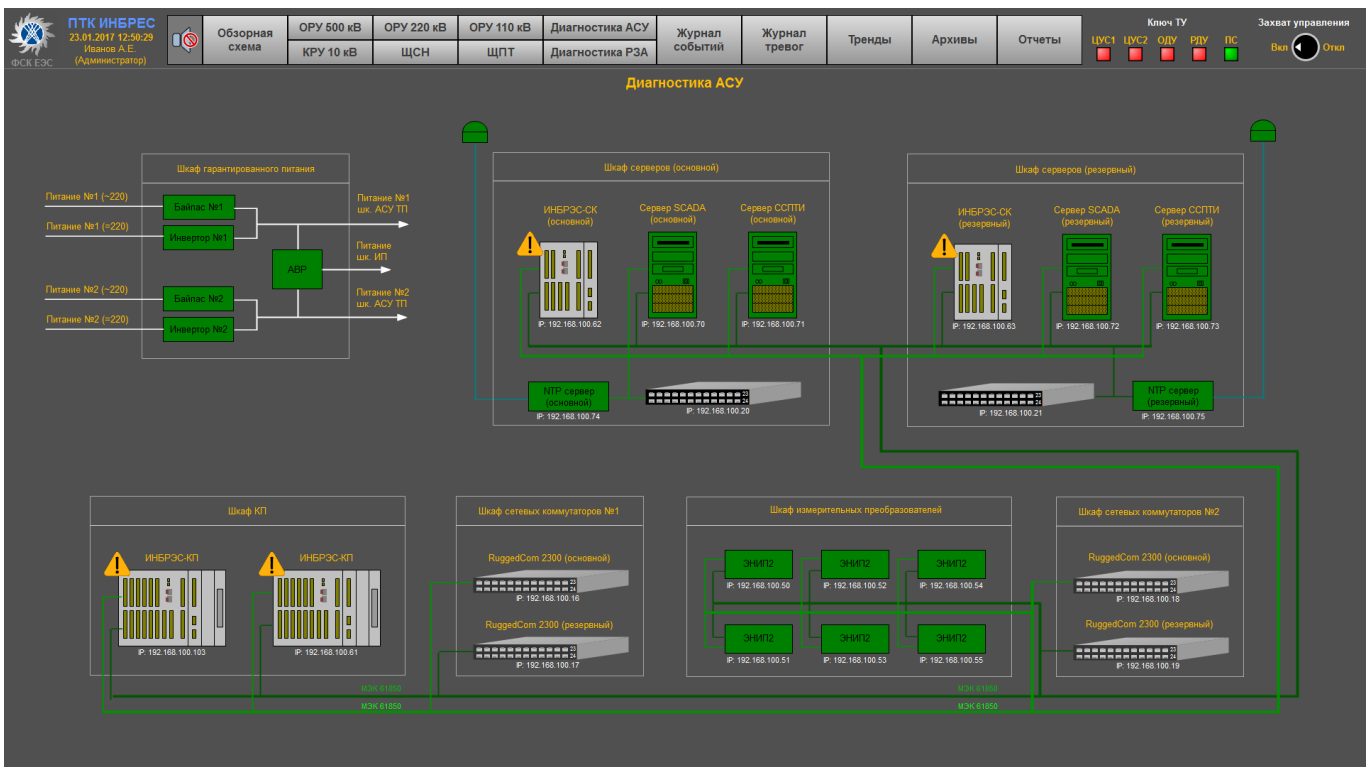 ПТК ИНБРЕС
23.01.2017 12:50:29
Иванов А.Е.
(Администратор)
ФСК ЕЭС
Обзорная
схема
ОРУ 500 кВ
ОРУ 220 кВ
ОРУ 110 кВ
Диагностика АСУ
КРУ 10 кВ
ЩСН
ЩПТ
Диагностика РЗА
Журнал
событий
Журнал
тревог
Тренды
Архивы
Отчеты
Ключ ТУ
ЦУС1 ЦУС2 ОДУ РДУ ПС
Захват управления
Вкл Откл
Диагностика АСУ
Шкаф гарантированного питания
Питание №1 (~220)
Питание №1 (=220)
Питание №2 (~220)
Питание №2 (=220)
Байпас №1
Инвертор №1
АВР
Байпас №2
Инвертор №2
Питание №1
шк. АСУ ТП
Питание
шк. ИП
Питание №2
шк. АСУ ТП
Шкаф серверов (основной)
ИНБРЭС-СК
(основной)
Сервер SCADA
(основной)
Сервер ССПТИ
(основной)
IP: 192.168.100.62
IP: 192.168.100.70
IP: 192.168.100.71
NTP сервер
(основной)
IP: 192.168.100.74
23
24
IP: 192.168.100.20
Шкаф серверов (резервный)
ИНБРЭС-СК
(резервный)
Сервер SCADA
(резервный)
Сервер ССПТИ
(резервный)
IP: 192.168.100.63
IP: 192.168.100.72
IP: 192.168.100.73
23
24
IP: 192.168.100.21
NTP сервер
(резервный)
IP: 192.168.100.75
Шкаф КП
ИНБРЭС-КП
ИНБРЭС-КП
IP: 192.168.100.103
IP: 192.168.100.61
Шкаф сетевых коммутаторов №1
RuggedCom 2300 (основной)
23
24
IP: 192.168.100.16
RuggedCom 2300 (резервный)
23
24
IP: 192.168.100.17
Шкаф измерительных преобразователей
ЭНИП2
ЭНИП2
ЭНИП2
IP: 192.168.100.50
IP: 192.168.100.52
IP: 192.168.100.54
ЭНИП2
ЭНИП2
ЭНИП2
IP: 192.168.100.51
IP: 192.168.100.53
IP: 192.168.100.55
Шкаф сетевых коммутаторов №2
RuggedCom 2300 (основной)
23
24
IP: 192.168.100.18
RuggedCom 2300 (резервный)
23
24
IP: 192.168.100.19
МЭК 61850
МЭК 61850
МЭК 61850
МЭК 61850